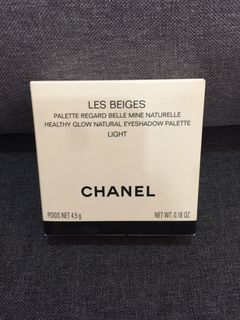 LES BEIGES
PALETTE REGARD BELLE MINE NATURELLE
HEALTHY GLOW NATURAL EYESHADOW PALETTE
LIGHT
CHANEL
POIDS NET 4,5 g NET WT. 0.16 OZ.